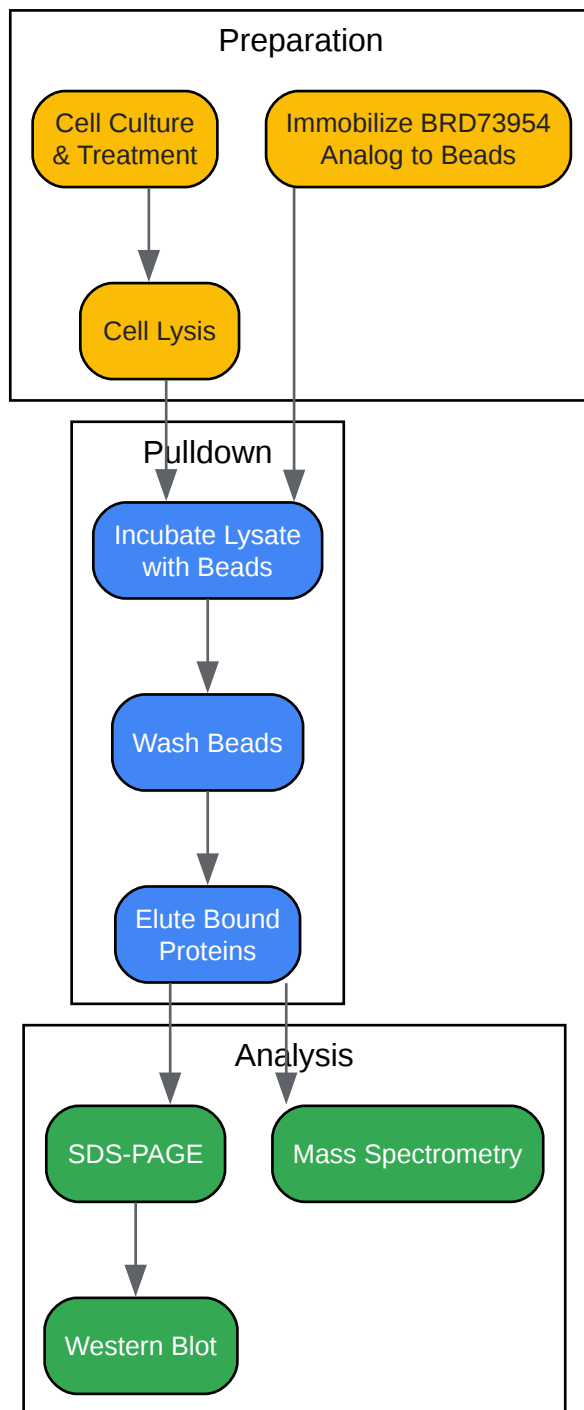 Preparation
Cell Culture
& Treatment
Immobilize BRD73954
Analog to Beads
Cell Lysis
Pulldown
Incubate Lysate
with Beads
Wash Beads
Elute Bound
Proteins
Analysis
SDS-PAGE
Mass Spectrometry
Western Blot